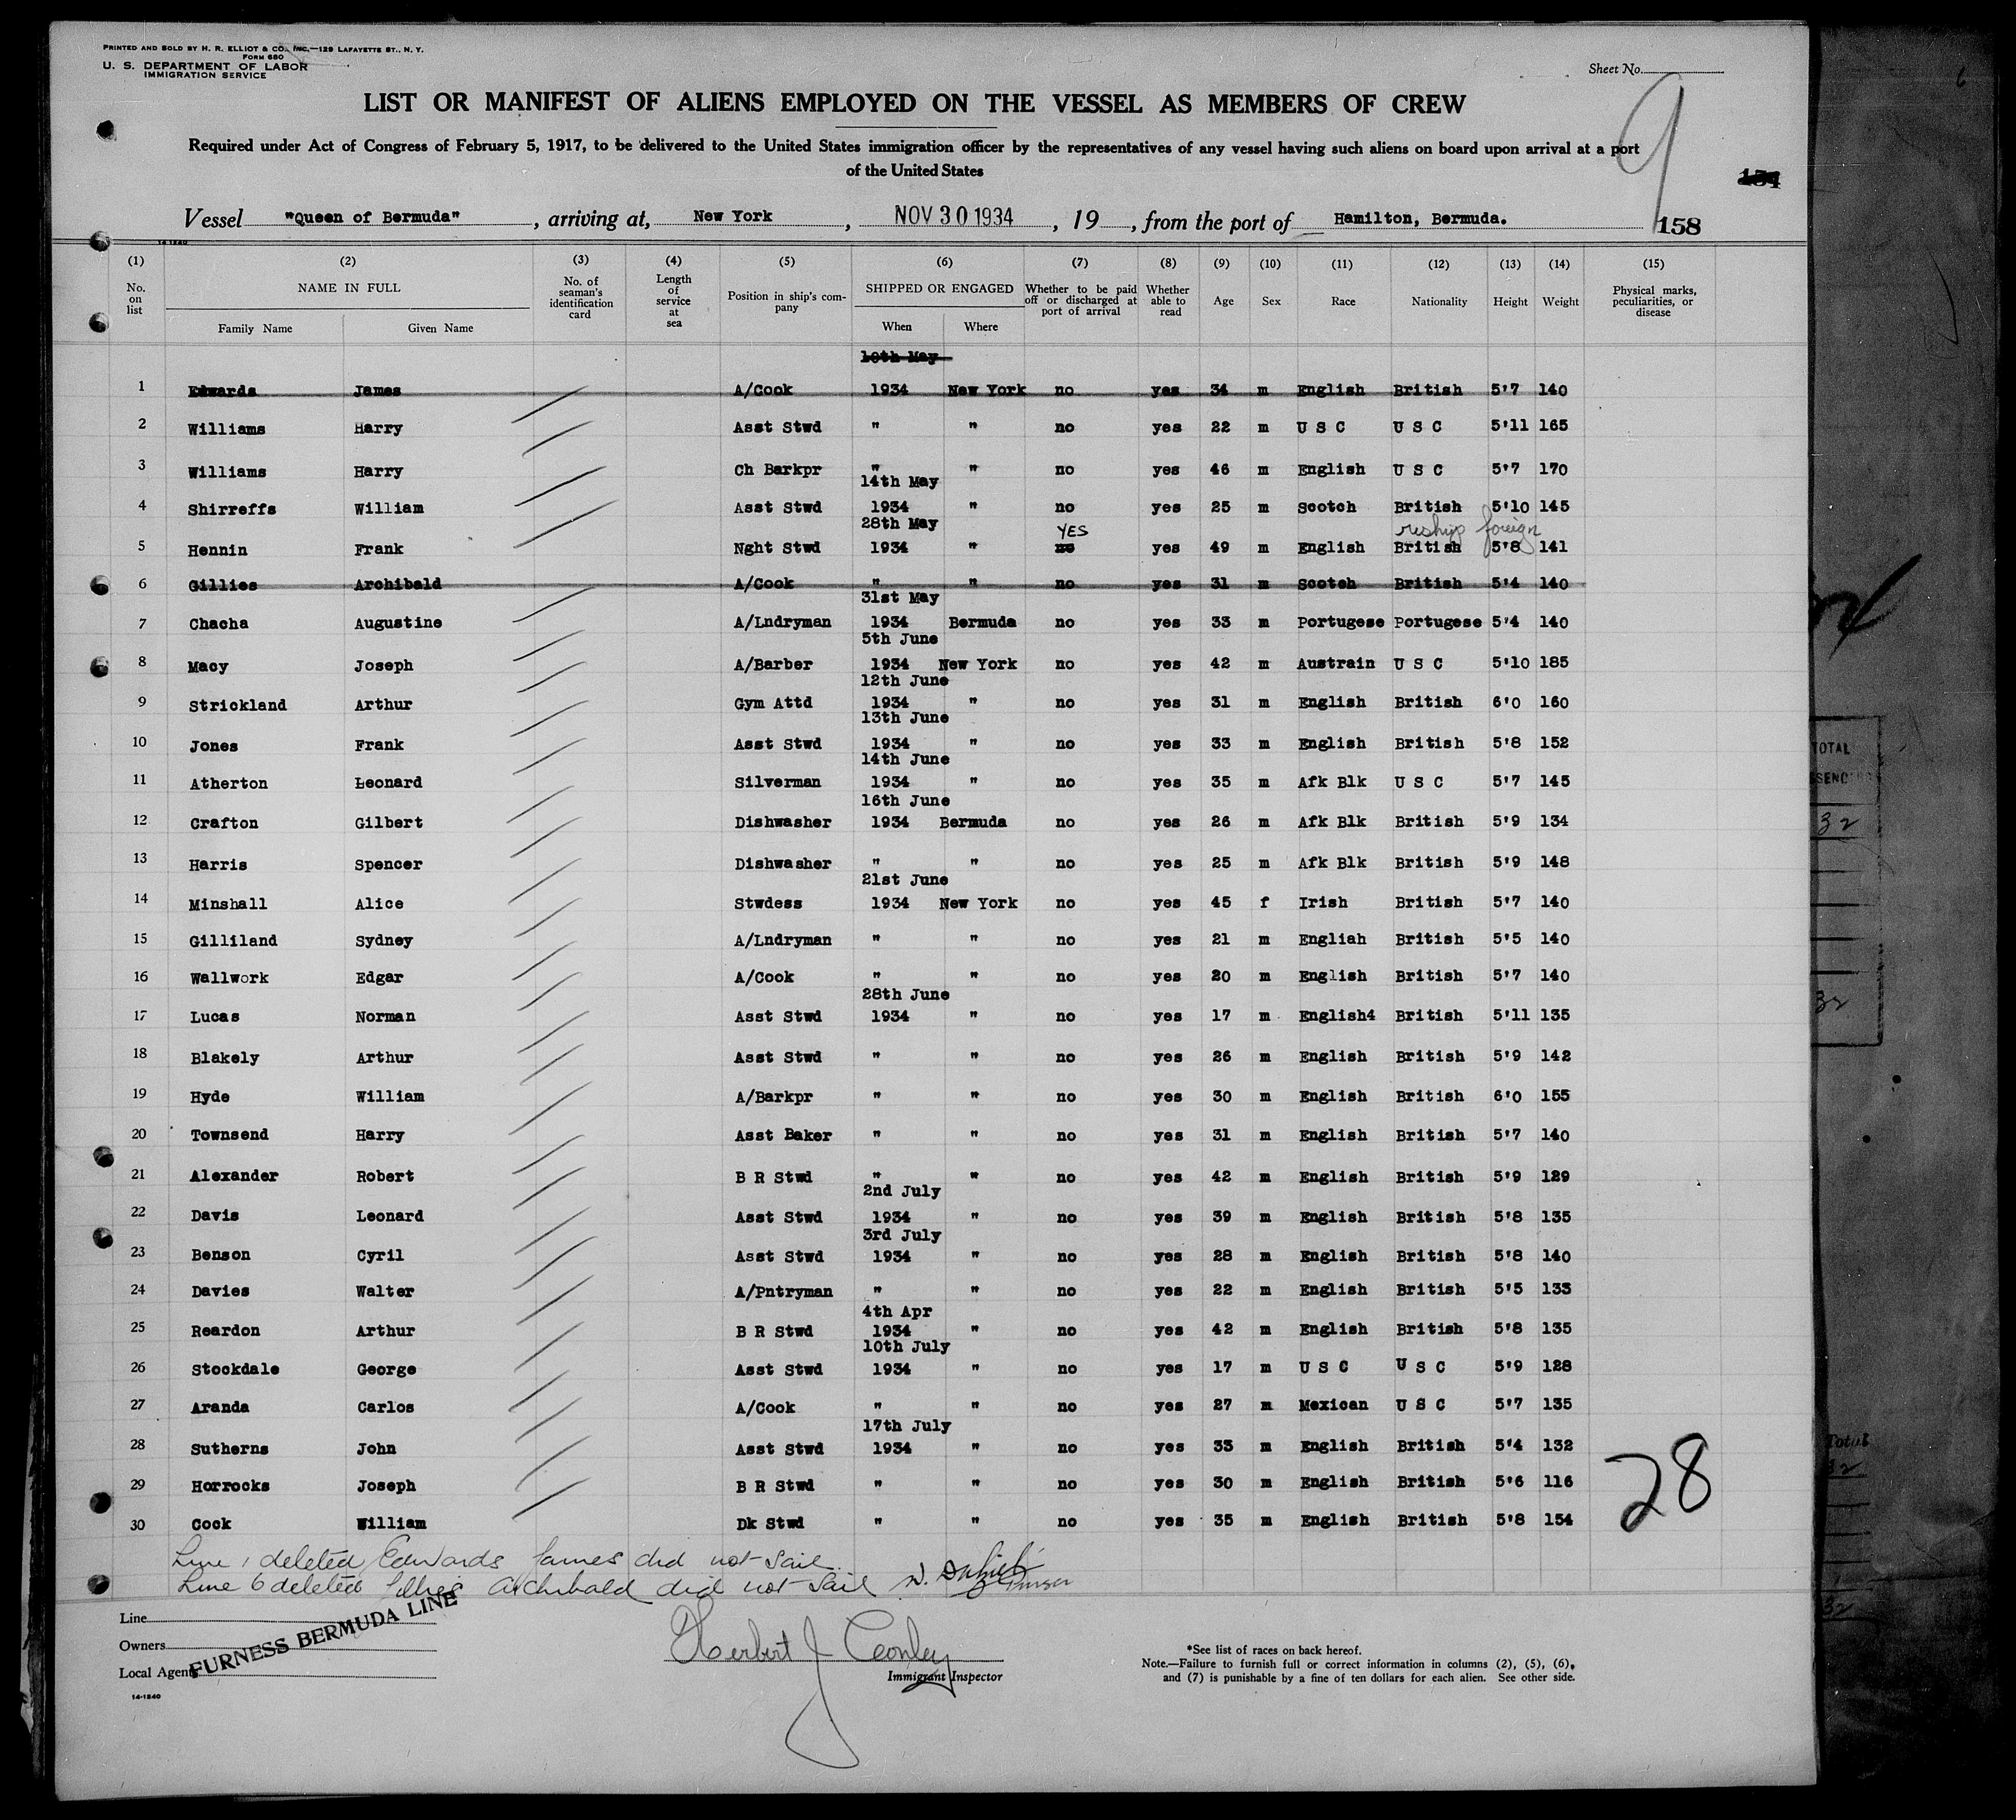 PRINTED AND SOLD BY H. R. ELLIOT & CO., INC.—129 LAFAYETTE ST., N. Y.
FORM 680
U. S. DEPARTMENT OF LABOR
IMMIGRATION SERVICE
Sheet No.
9
LIST OR MANIFEST OF ALIENS EMPLOYED ON THE VESSEL AS MEMBERS OF CREW
Required under Act of Congress of February 5, 1917, to be delivered to the United States immigration officer by the representatives of any vessel having such aliens on board upon arrival at a port
of the United States
Vessel "Queen of Bermuda", arriving at, New York, NOV 30 1934, 19 , from the port of Hamilton, Bermuda.
158
(1) (2) (3) (4) (5) (6) (7) (8) (9) (10) (11) (12) (13) (14) (15)
No. on list NAME IN FULL Family Name Given Name No. of seaman's identification card Length of service at sea Position in ship's company SHIPPED OR ENGAGED When Where Whether to be paid off or discharged at port of arrival Whether able to read Age Sex Race Nationality Height Weight Physical marks, peculiarities, or disease
10th May
1 Edwards James A/Cook 1934 New York no yes 34 m English British 5'7 140
2 Williams Harry Asst Stwd " " no yes 22 m U S C U S C 5'11 165
3 Williams Harry Ch Barkpr " " no yes 46 m English U S C 5'7 170
14th May
4 Shirreffs William Asst Stwd 1934 " no yes 25 m Scotch British 5'10 145
28th May YES reship foreign
5 Hennin Frank Nght Stwd 1934 " no yes 49 m English British 5'8 141
6 Gillies Archibald A/Cook " " no yes 31 m Scotch British 5'4 140
31st May
7 Chacha Augustine A/Lndryman 1934 Bermuda no yes 33 m Portugese Portugese 5'4 140
5th June
8 Macy Joseph A/Barber 1934 New York no yes 42 m Austrain U S C 5'10 185
12th June
9 Strickland Arthur Gym Attd 1934 " no yes 31 m English British 6'0 160
13th June
10 Jones Frank Asst Stwd 1934 " no yes 33 m English British 5'8 152
14th June
11 Atherton Leonard Silverman 1934 " no yes 35 m Afk Blk U S C 5'7 145
16th June
12 Crafton Gilbert Dishwasher 1934 Bermuda no yes 26 m Afk Blk British 5'9 134
13 Harris Spencer Dishwasher " " no yes 25 m Afk Blk British 5'9 148
21st June
14 Minshall Alice Stwdess 1934 New York no yes 45 f Irish British 5'7 140
15 Gilliland Sydney A/Lndryman " " no yes 21 m Engliah British 5'5 140
16 Wallwork Edgar A/Cook " " no yes 20 m English British 5'7 140
28th June
17 Lucas Norman Asst Stwd 1934 " no yes 17 m English4 British 5'11 135
18 Blakely Arthur Asst Stwd " " no yes 26 m English British 5'9 142
19 Hyde William A/Barkpr " " no yes 30 m English British 6'0 155
20 Townsend Harry Asst Baker " " no yes 31 m English British 5'7 140
21 Alexander Robert B R Stwd " " no yes 42 m English British 5'9 129
2nd July
22 Davis Leonard Asst Stwd 1934 " no yes 39 m English British 5'8 135
3rd July
23 Benson Cyril Asst Stwd 1934 " no yes 28 m English British 5'8 140
24 Davies Walter A/Pntryman " " no yes 22 m English British 5'5 133
4th Apr
25 Reardon Arthur B R Stwd 1934 " no yes 42 m English British 5'8 135
10th July
26 Stockdale George Asst Stwd 1934 " no yes 17 m U S C U S C 5'9 128
27 Aranda Carlos A/Cook " " no yes 27 m Mexican U S C 5'7 135
17th July
28 Sutherns John Asst Stwd 1934 " no yes 33 m English British 5'4 132
29 Horrocks Joseph B R Stwd " " no yes 30 m English British 5'6 116
30 Cock William Dk Stwd " " no yes 35 m English British 5'8 154
28
Line 1 deleted Edwards James did not sail
Line 6 deleted Gillies Archibald did not sail Purser
Line
Owners
Local Agents
FURNESS BERMUDA LINE
14-1240
Herbert J Conley
Immigrant Inspector
*See list of races on back hereof.
Note.—Failure to furnish full or correct information in columns (2), (5), (6),
and (7) is punishable by a fine of ten dollars for each alien. See other side.
TOTAL
32
32
Total
32
32